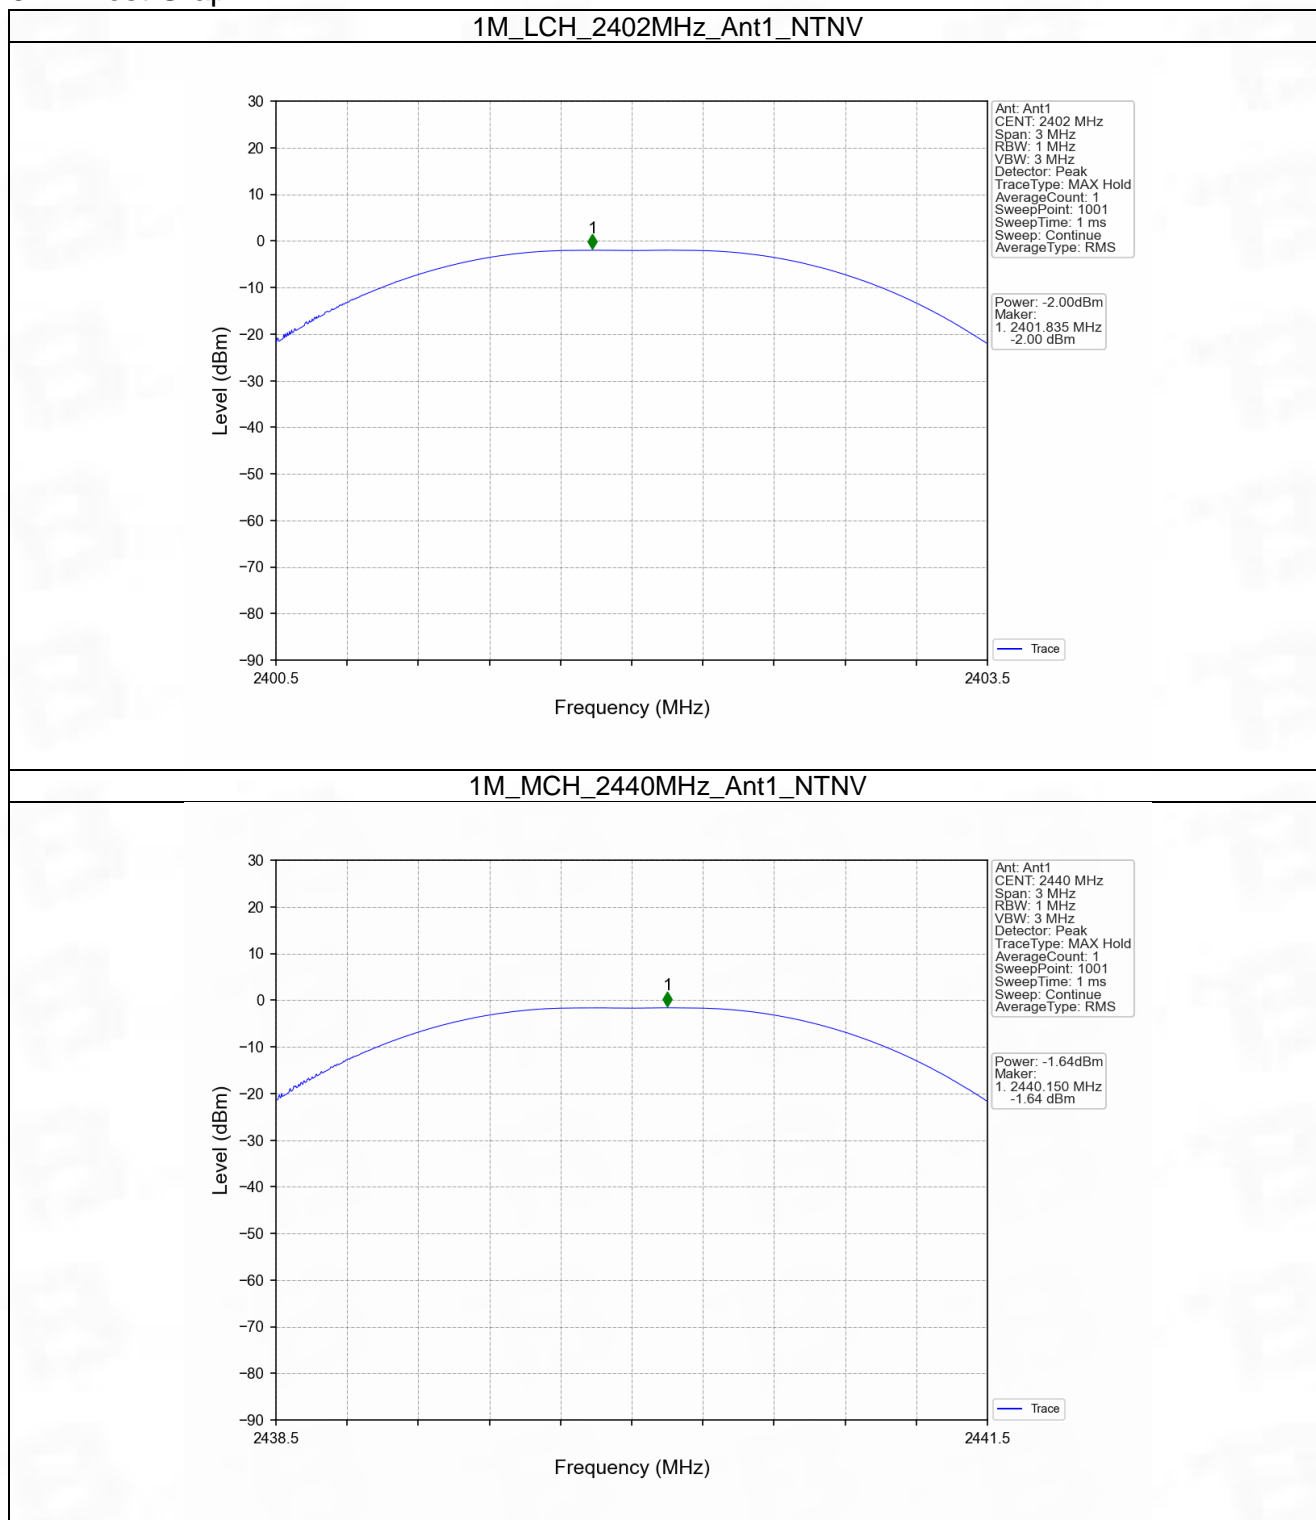 1M_LCH_2402MHz_Ant1_NTNV
30
20
10
0
−10
−20
−30
−40
−50
−60
−70
−80
−90
Level (dBm)
1
2400.5
2403.5
Frequency (MHz)
Ant: Ant1
CENT: 2402 MHz
Span: 3 MHz
RBW: 1 MHz
VBW: 3 MHz
Detector: Peak
TraceType: MAX Hold
AverageCount: 1
SweepPoint: 1001
SweepTime: 1 ms
Sweep: Continue
AverageType: RMS
Power: -2.00dBm
Maker:
1. 2401.835 MHz
-2.00 dBm
Trace
1M_MCH_2440MHz_Ant1_NTNV
30
20
10
0
−10
−20
−30
−40
−50
−60
−70
−80
−90
Level (dBm)
1
2438.5
2441.5
Frequency (MHz)
Ant: Ant1
CENT: 2440 MHz
Span: 3 MHz
RBW: 1 MHz
VBW: 3 MHz
Detector: Peak
TraceType: MAX Hold
AverageCount: 1
SweepPoint: 1001
SweepTime: 1 ms
Sweep: Continue
AverageType: RMS
Power: -1.64dBm
Maker:
1. 2440.150 MHz
-1.64 dBm
Trace